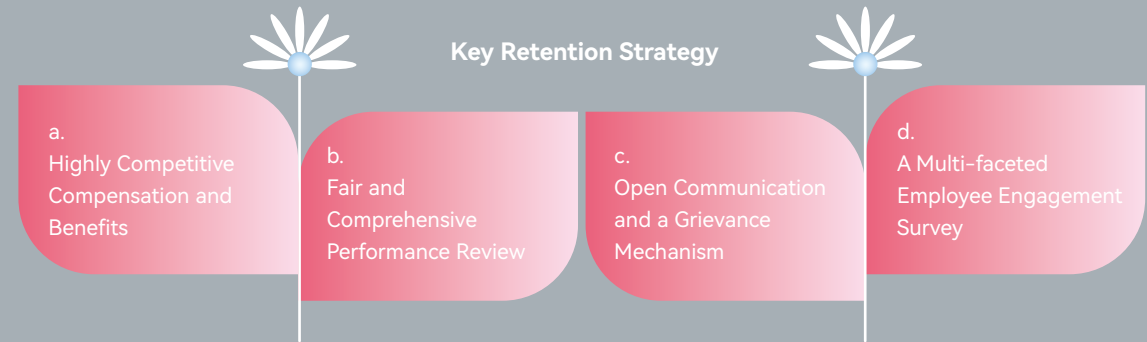 Key Retention Strategy
a.
Highly Competitive
Compensation and
Benefits
b.
Fair and
Comprehensive
Performance Review
c.
Open Communication
and a Grievance
Mechanism
d.
A Multi-faceted
Employee Engagement
Survey